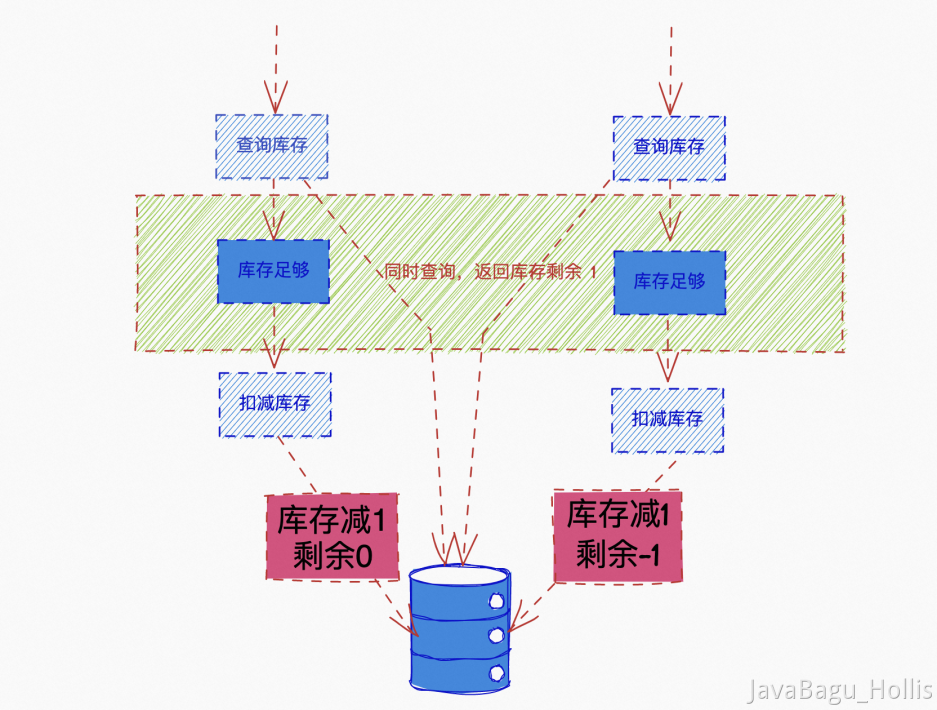 查询库存
查询库存
库存足够
同时查询，返回库存剩余 1
库存足够
扣减库存
扣减库存
库存减1
剩余0
库存减1
剩余-1
JavaBagu_Hollis